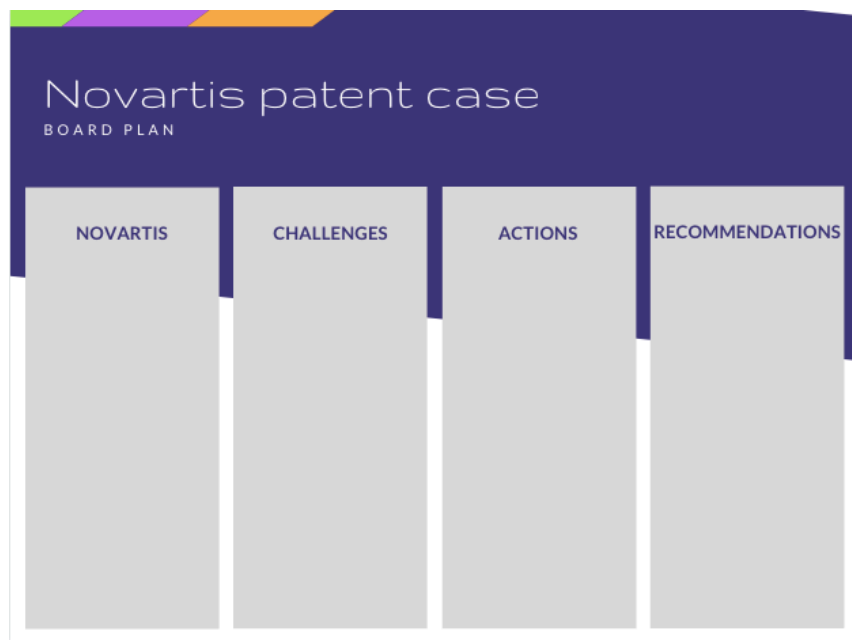 Novartis patent case
BOARD PLAN
NOVARTIS
CHALLENGES
ACTIONS
RECOMMENDATIONS